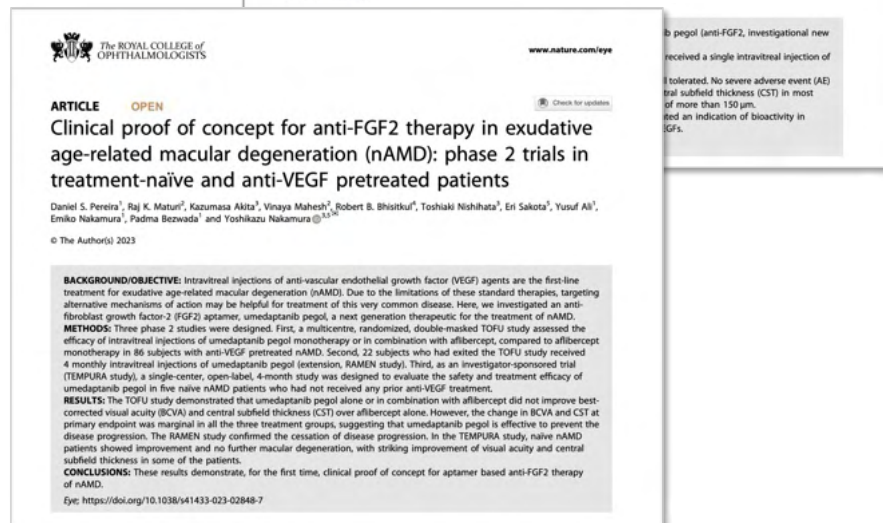 The ROYAL COLLEGE of
OPHTHALMOLOGISTS
www.nature.com/eye
ARTICLE OPEN
Check for updates
Clinical proof of concept for anti-FGF2 therapy in exudative
age-related macular degeneration (nAMD): phase 2 trials in
treatment-naïve and anti-VEGF pretreated patients
Daniel S. Pereira1, Raj K. Maturi2, Kazumasa Akita3, Vinaya Mahesh2, Robert B. Bhisitkul4, Toshiaki Nishihata3, Eri Sakota5, Yusuf Ali1,
Emiko Nakamura1, Padma Bezwada1 and Yoshikazu Nakamura3,5✉
© The Author(s) 2023
BACKGROUND/OBJECTIVE: Intravitreal injections of anti-vascular endothelial growth factor (VEGF) agents are the first-line
treatment for exudative age-related macular degeneration (nAMD). Due to the limitations of these standard therapies, targeting
alternative mechanisms of action may be helpful for treatment of this very common disease. Here, we investigated an anti-
fibroblast growth factor-2 (FGF2) aptamer, umedaptanib pegol, a next generation therapeutic for the treatment of nAMD.
METHODS: Three phase 2 studies were designed. First, a multicentre, randomized, double-masked TOFU study assessed the
efficacy of intravitreal injections of umedaptanib pegol monotherapy or in combination with aflibercept, compared to aflibercept
monotherapy in 86 subjects with anti-VEGF pretreated nAMD. Second, 22 subjects who had exited the TOFU study received
4 monthly intravitreal injections of umedaptanib pegol (extension, RAMEN study). Third, as an investigator-sponsored trial
(TEMPURA study), a single-center, open-label, 4-month study was designed to evaluate the safety and treatment efficacy of
umedaptanib pegol in five naïve nAMD patients who had not received any prior anti-VEGF treatment.
RESULTS: The TOFU study demonstrated that umedaptanib pegol alone or in combination with aflibercept did not improve best-
corrected visual acuity (BCVA) and central subfield thickness (CST) over aflibercept alone. However, the change in BCVA and CST at
primary endpoint was marginal in all the three treatment groups, suggesting that umedaptanib pegol is effective to prevent the
disease progression. The RAMEN study confirmed the cessation of disease progression. In the TEMPURA study, naïve nAMD
patients showed improvement and no further macular degeneration, with striking improvement of visual acuity and central
subfield thickness in some of the patients.
CONCLUSIONS: These results demonstrate, for the first time, clinical proof of concept for aptamer based anti-FGF2 therapy
of nAMD.
Eye; https://doi.org/10.1038/s41433-023-02848-7
b pegol (anti-FGF2, investigational new
received a single intravitreal injection of
tolerated. No severe adverse event (AE)
tral subfield thickness (CST) in most
of more than 150 μm.
ted an indication of bioactivity in
GFs.